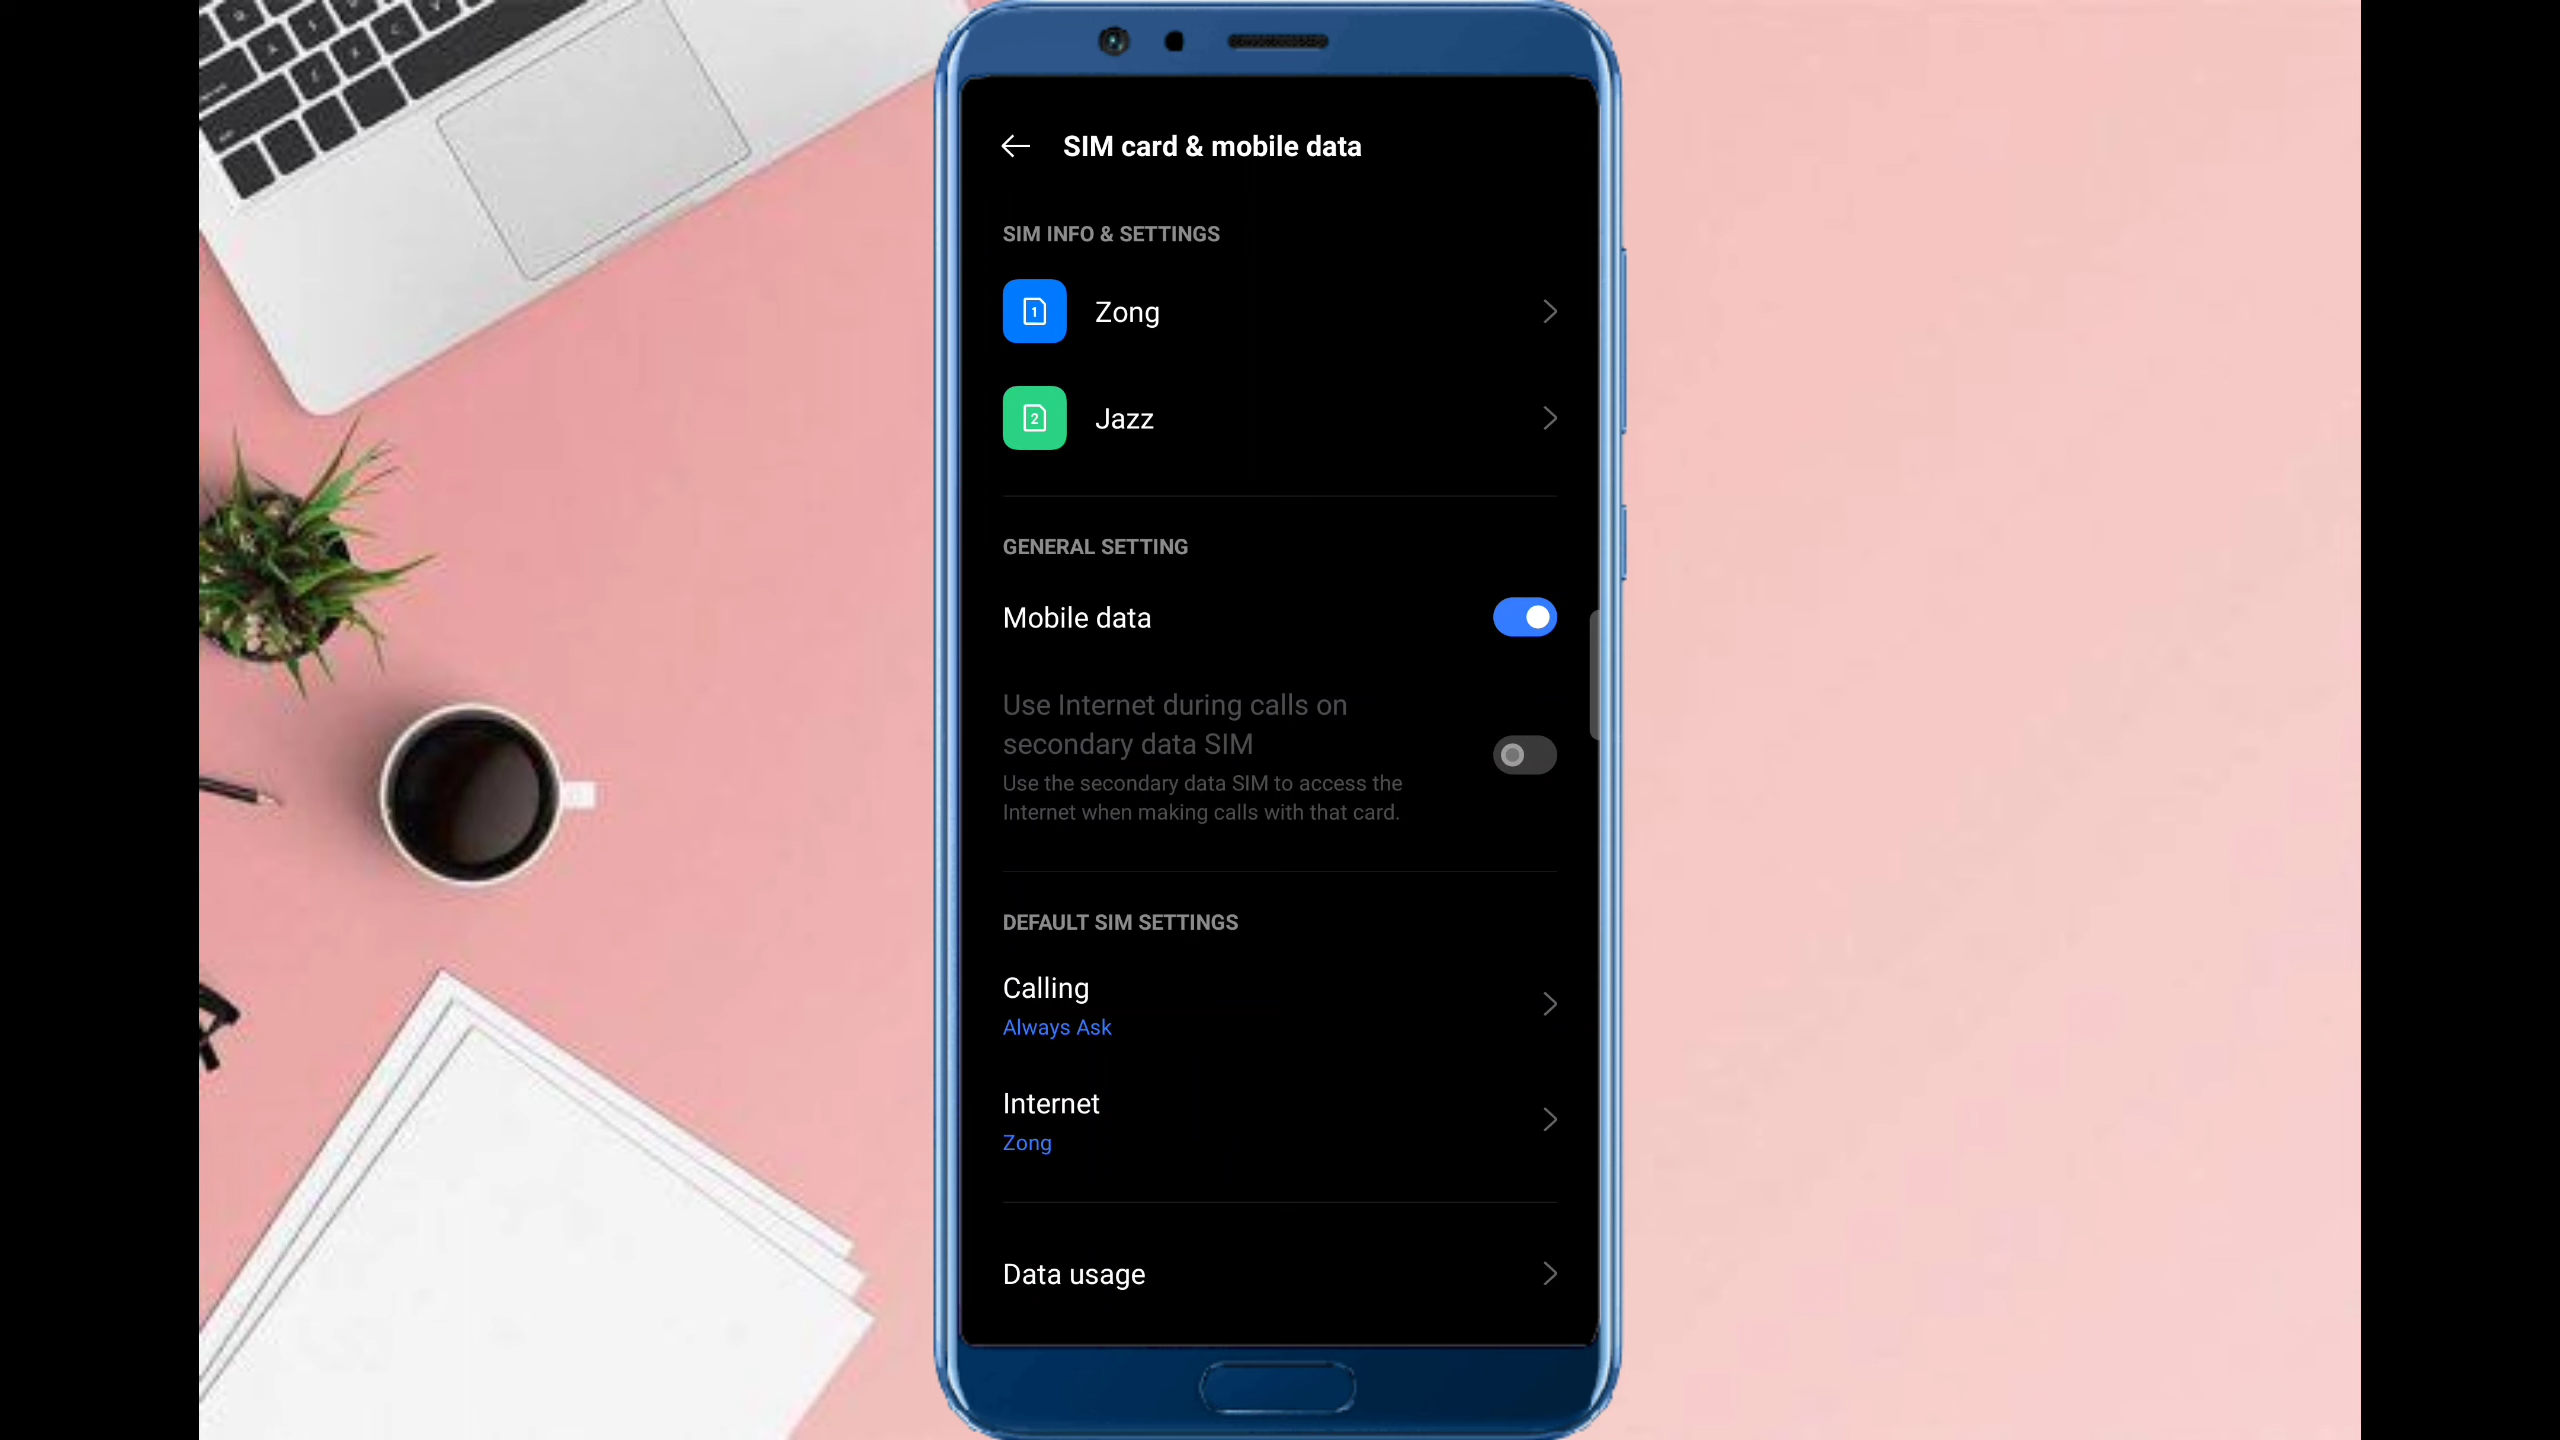 SIM card & mobile data
SIM INFO & SETTINGS
1
Zong
2
Jazz
GENERAL SETTING
Mobile data
Use Internet during calls on
secondary data SIM
Use the secondary data SIM to access the
Internet when making calls with that card.
DEFAULT SIM SETTINGS
Calling
Always Ask
Internet
Zong
Data usage